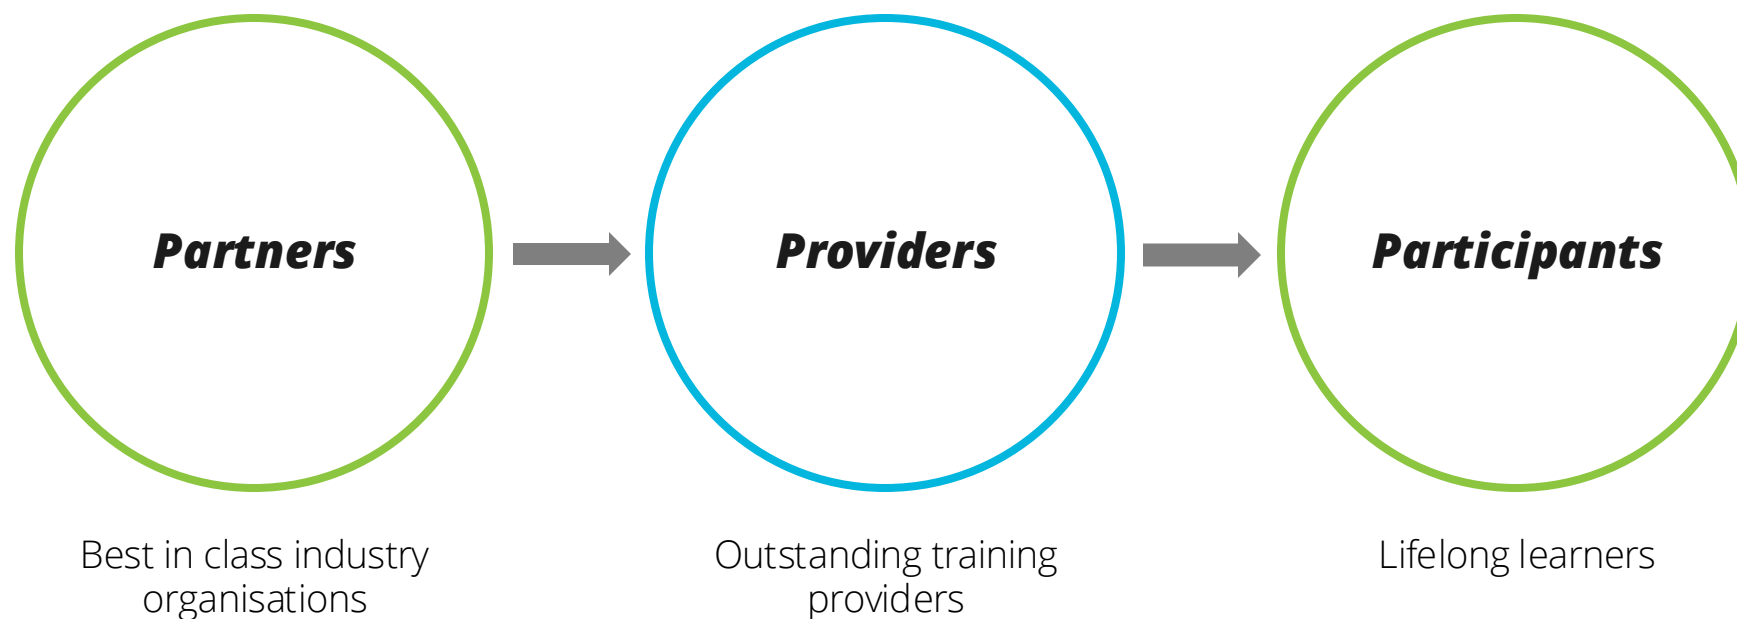 Partners
Providers
Participants
Best in class industry
organisations
Outstanding training
providers
Lifelong learners